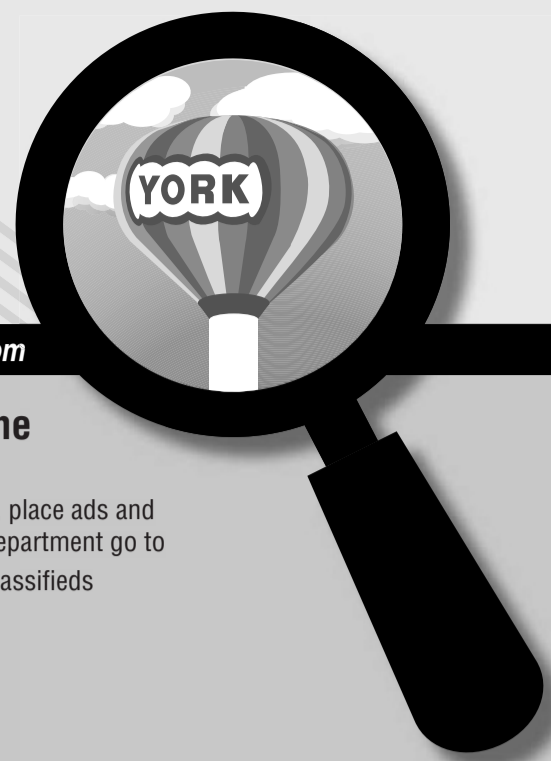 YORK
om
ne
place ads and
epartment go to
assifieds